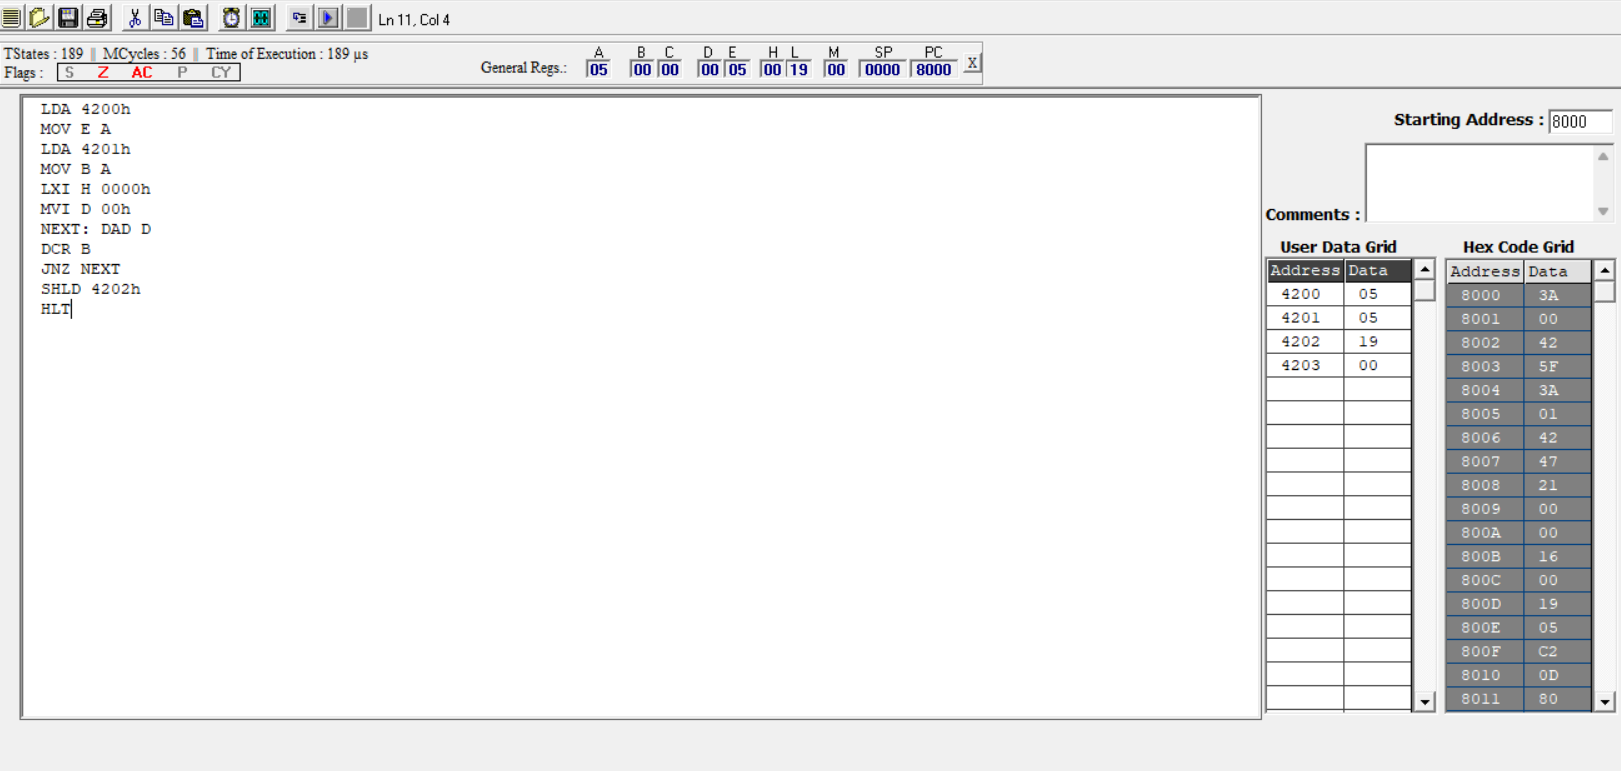 Ln 11, Col 4
TStates : 189 || MCycles : 56 || Time of Execution : 189 µs
Flags : S Z AC P CY
General Regs.: A 05 B 00 C 00 D 00 E 05 H 00 L 19 M 00 SP 0000 PC 8000 X
LDA 4200h
MOV E A
LDA 4201h
MOV B A
LXI H 0000h
MVI D 00h
NEXT: DAD D
DCR B
JNZ NEXT
SHLD 4202h
HLT
Starting Address : 8000
Comments :
User Data Grid
Address Data
4200 05
4201 05
4202 19
4203 00
Hex Code Grid
Address Data
8000 3A
8001 00
8002 42
8003 5F
8004 3A
8005 01
8006 42
8007 47
8008 21
8009 00
800A 00
800B 16
800C 00
800D 19
800E 05
800F C2
8010 0D
8011 80